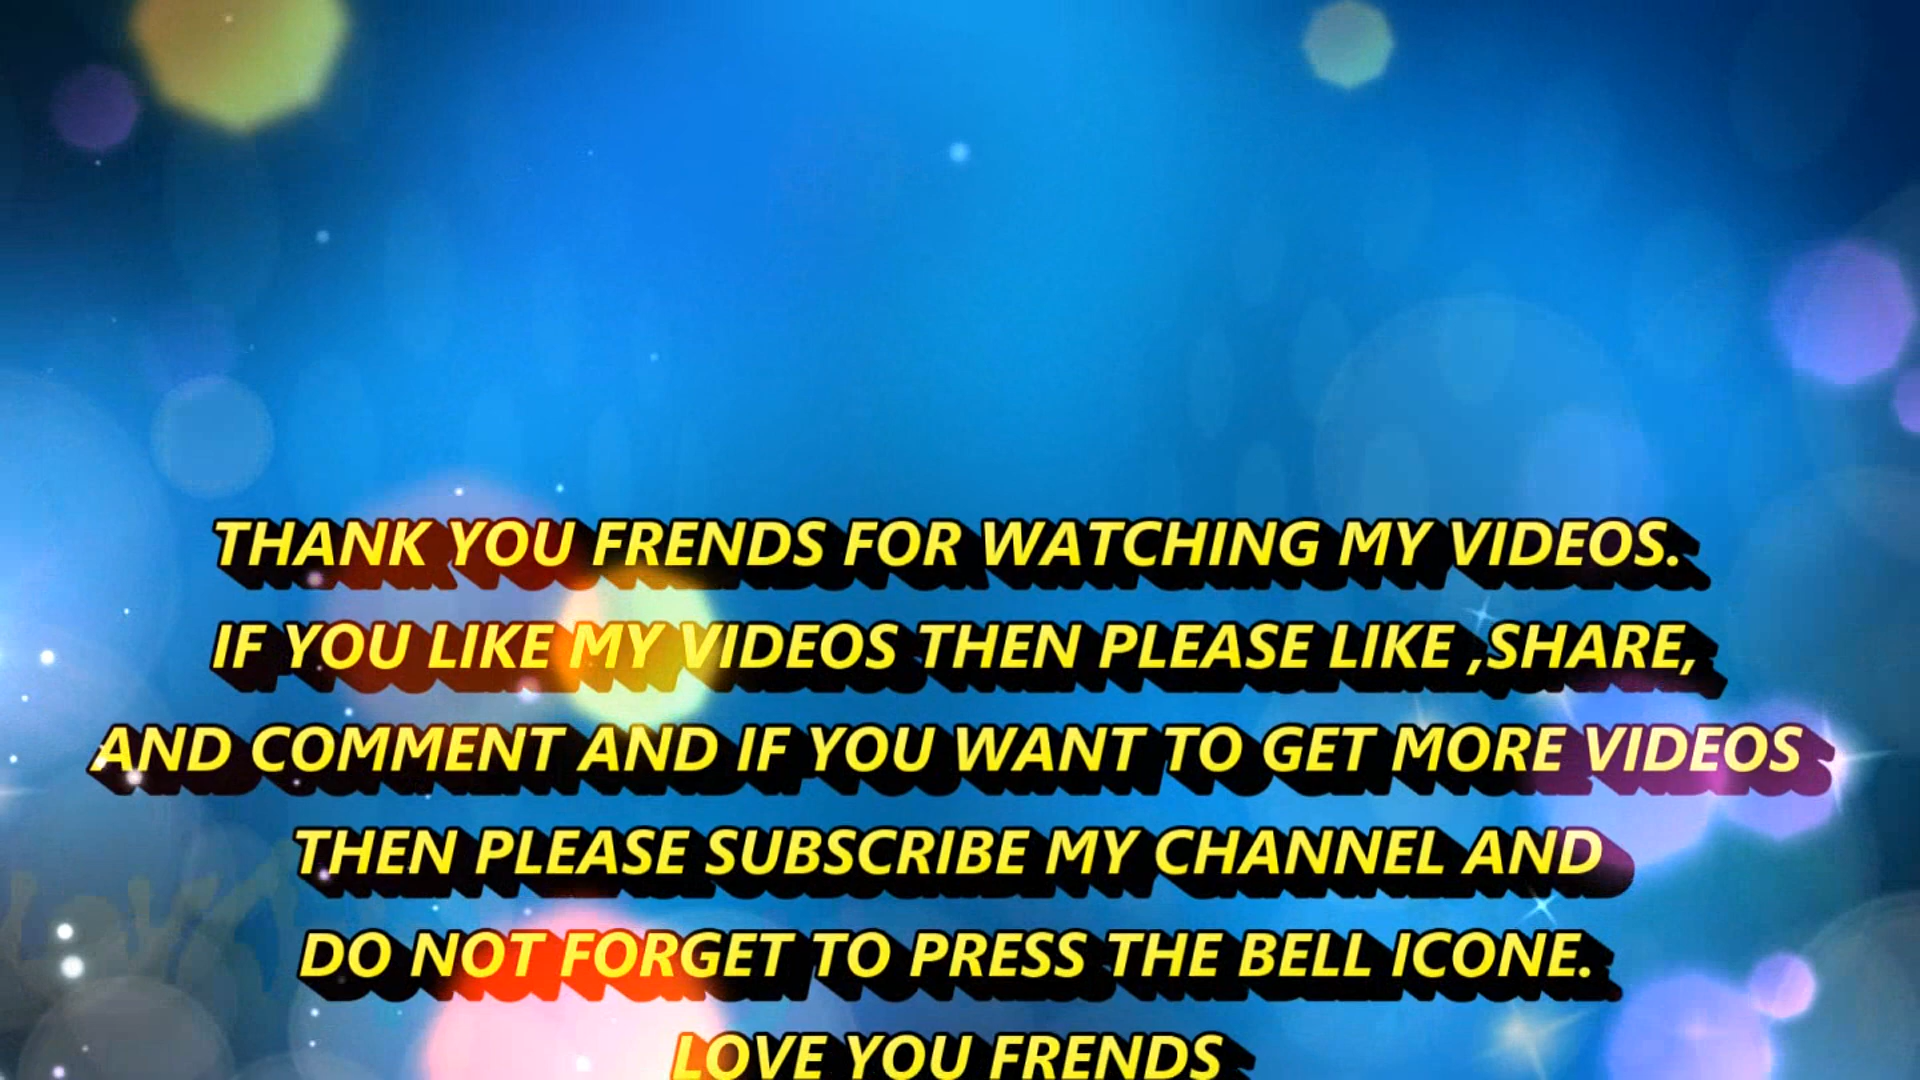 THANK YOU FRENDS FOR WATCHING MY VIDEOS.
IF YOU LIKE MY VIDEOS THEN PLEASE LIKE ,SHARE,
AND COMMENT AND IF YOU WANT TO GET MORE VIDEOS
THEN PLEASE SUBSCRIBE MY CHANNEL AND
DO NOT FORGET TO PRESS THE BELL ICONE.
LOVE YOU FRENDS